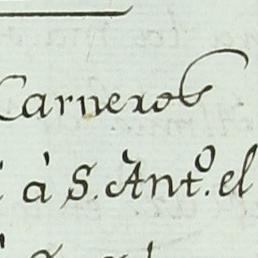 Carneros
à S. Antº. el